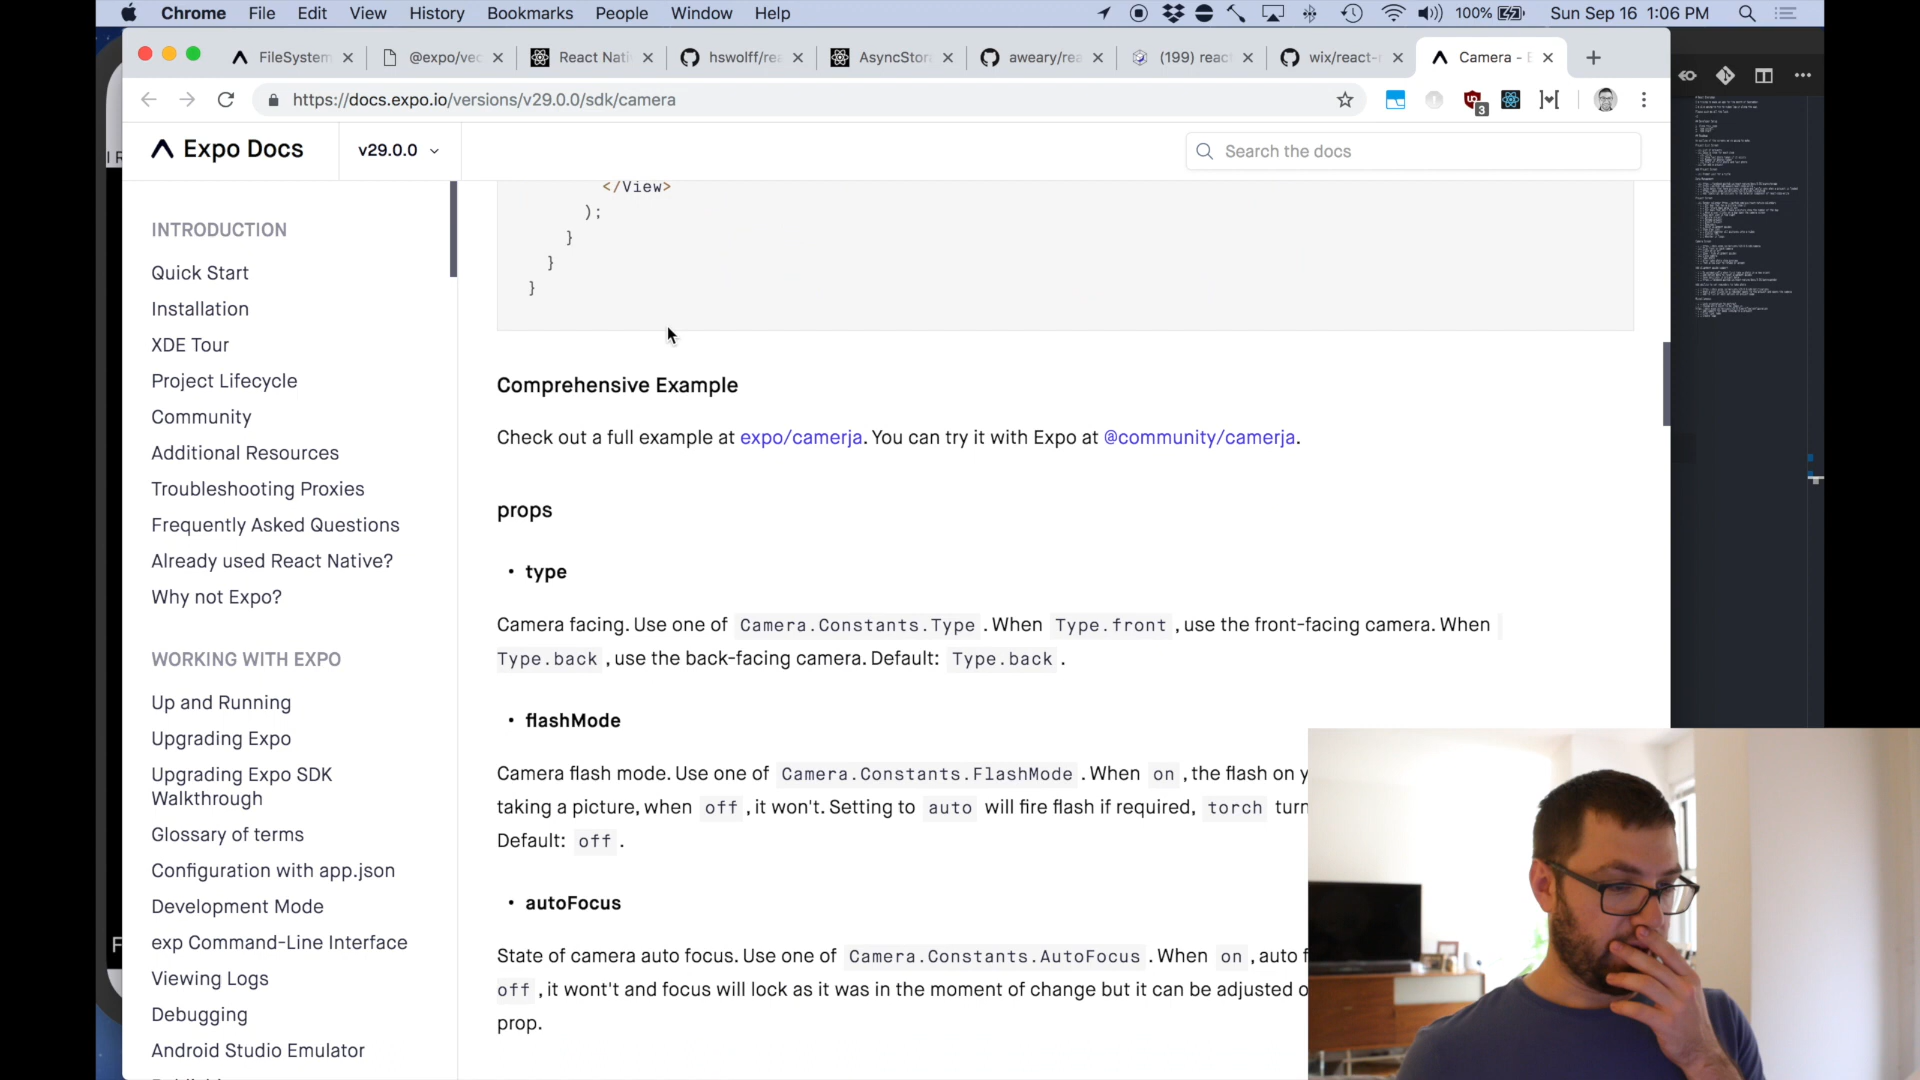 Chrome File Edit View History Bookmarks People Window Help 100% Sun Sep 16 1:06 PM
FileSystem @expo/vec React Nati hswolff/rea AsyncStor aweary/rea (199) reac wix/react- Camera - E
https://docs.expo.io/versions/v29.0.0/sdk/camera 3
Expo Docs v29.0.0 Search the docs
</View>
);
}
}
}
INTRODUCTION
Quick Start
Installation
XDE Tour
Project Lifecycle
Community
Additional Resources
Troubleshooting Proxies
Frequently Asked Questions
Already used React Native?
Why not Expo?
WORKING WITH EXPO
Up and Running
Upgrading Expo
Upgrading Expo SDK
Walkthrough
Glossary of terms
Configuration with app.json
Development Mode
exp Command-Line Interface
Viewing Logs
Debugging
Android Studio Emulator
Comprehensive Example
Check out a full example at expo/camerja. You can try it with Expo at @community/camerja.
props
• type
Camera facing. Use one of Camera.Constants.Type . When Type.front , use the front-facing camera. When
Type.back , use the back-facing camera. Default: Type.back .
• flashMode
Camera flash mode. Use one of Camera.Constants.FlashMode . When on , the flash on y
taking a picture, when off , it won't. Setting to auto will fire flash if required, torch turn
Default: off .
• autoFocus
State of camera auto focus. Use one of Camera.Constants.AutoFocus . When on , auto f
off , it wont't and focus will lock as it was in the moment of change but it can be adjusted o
prop.